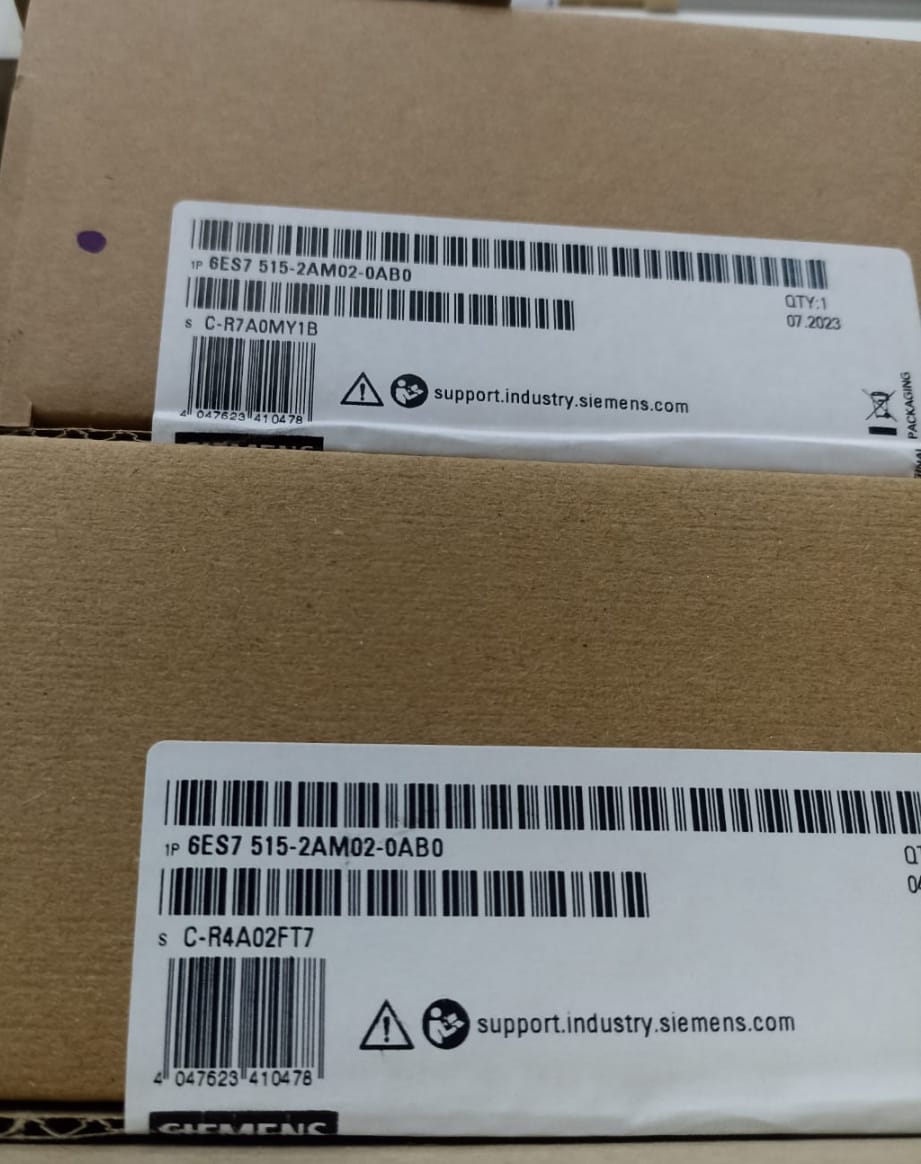 1P 6ES7 515-2AM02-0AB0
QTY:1
07.2023
S C-R7A0MY1B
4 047623 410478
support.industry.siemens.com
PACKAGING
SIEMENS
1P 6ES7 515-2AM02-0AB0
S C-R4A02FT7
4 047623 410478
support.industry.siemens.com
SIEMENS